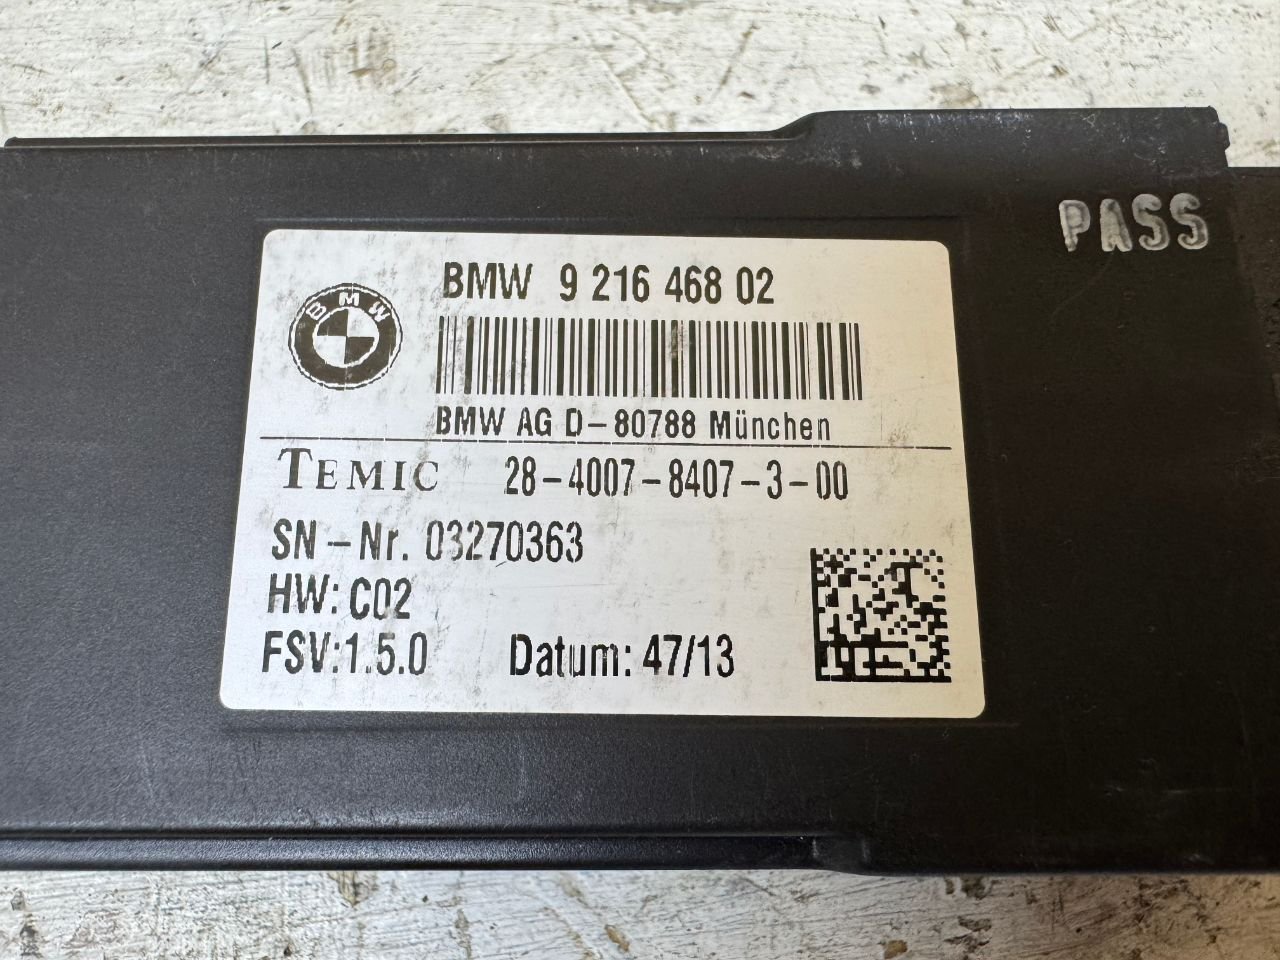 PASS
BMW 9 216 468 02
BMW
BMW AG D-80788 München
TEMIC 28-4007-8407-3-00
SN-Nr. 03270363
HW: C02
FSV:1.5.0 Datum: 47/13